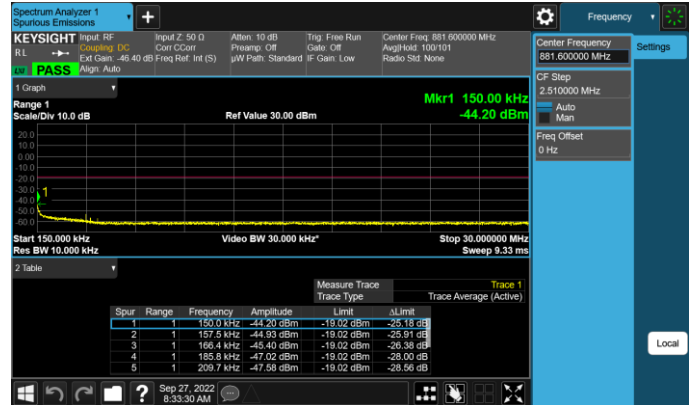 Spectrum Analyzer 1
Spurious Emissions
Frequency
KEYSIGHT Input: RF Input Z: 50 Ω Atten: 10 dB Trig: Free Run Center Freq: 881.600000 MHz
RL Coupling: DC Corr CCorr Preamp: Off Gate: Off Avg|Hold: 100/101
Ext Gain: -46.40 dB Freq Ref: Int (S) µW Path: Standard IF Gain: Low Radio Std: None
LXI PASS Align: Auto
Center Frequency
881.600000 MHz
Settings
CF Step
2.510000 MHz
Auto
Man
Freq Offset
0 Hz
1 Graph
Range 1
Mkr1 150.00 kHz
Scale/Div 10.0 dB Ref Value 30.00 dBm -44.20 dBm
20.0
10.0
0.00
-10.0
-20.0
-30.0
-40.0
-50.0
-60.0
1
Start 150.000 kHz Video BW 30.000 kHz* Stop 30.000000 MHz
Res BW 10.000 kHz Sweep 9.33 ms
2 Table
Measure Trace Trace 1
Trace Type Trace Average (Active)
Spur Range Frequency Amplitude Limit ΔLimit
1 1 150.0 kHz -44.20 dBm -19.02 dBm -25.18 dB
2 1 157.5 kHz -44.93 dBm -19.02 dBm -25.91 dB
3 1 166.4 kHz -45.40 dBm -19.02 dBm -26.38 dB
4 1 185.8 kHz -47.02 dBm -19.02 dBm -28.00 dB
5 1 209.7 kHz -47.58 dBm -19.02 dBm -28.56 dB
Local
? Sep 27, 2022
8:33:30 AM